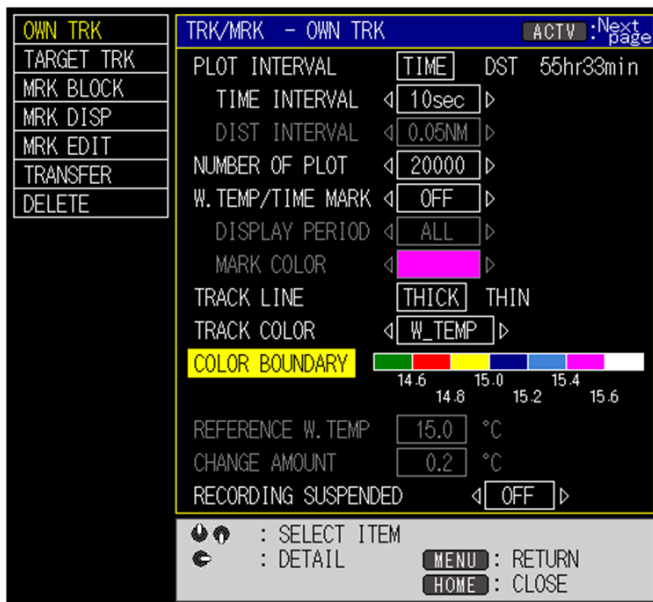 OWN TRK
TARGET TRK
MRK BLOCK
MRK DISP
MRK EDIT
TRANSFER
DELETE
TRK/MRK - OWN TRK ACTV :Next page
PLOT INTERVAL TIME DST 55hr33min
TIME INTERVAL 10sec
DIST INTERVAL 0.05NM
NUMBER OF PLOT 20000
W.TEMP/TIME MARK OFF
DISPLAY PERIOD ALL
MARK COLOR
TRACK LINE THICK THIN
TRACK COLOR W_TEMP
COLOR BOUNDARY
14.6 15.0 15.4
14.8 15.2 15.6
REFERENCE W.TEMP 15.0 °C
CHANGE AMOUNT 0.2 °C
RECORDING SUSPENDED OFF
: SELECT ITEM
: DETAIL MENU : RETURN
HOME : CLOSE